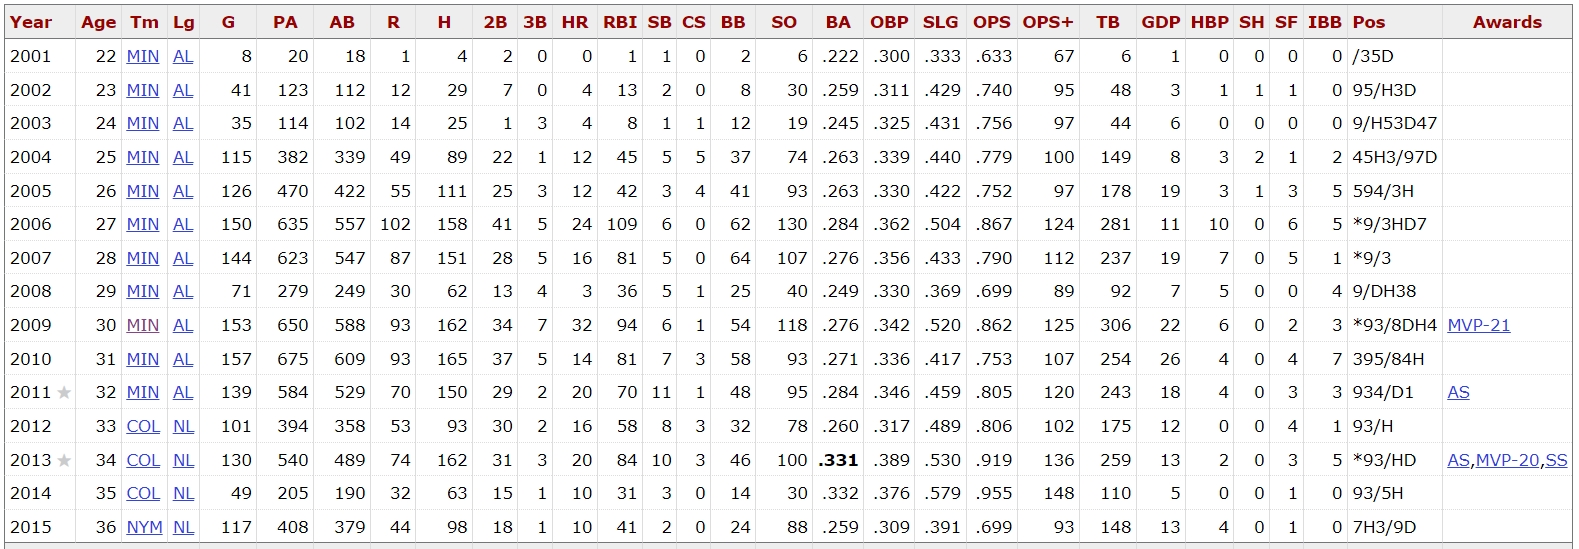 Year Age Tm Lg G PA AB R H 2B 3B HR RBI SB CS BB SO BA OBP SLG OPS OPS+ TB GDP HBP SH SF IBB Pos Awards
2001 22 MIN AL 8 20 18 1 4 2 0 0 1 1 0 2 6 .222 .300 .333 .633 67 6 1 0 0 0 0 /35D
2002 23 MIN AL 41 123 112 12 29 7 0 4 13 2 0 8 30 .259 .311 .429 .740 95 48 3 1 1 1 0 95/H3D
2003 24 MIN AL 35 114 102 14 25 1 3 4 8 1 1 12 19 .245 .325 .431 .756 97 44 6 0 0 0 0 9/H53D47
2004 25 MIN AL 115 382 339 49 89 22 1 12 45 5 5 37 74 .263 .339 .440 .779 100 149 8 3 2 1 2 45H3/97D
2005 26 MIN AL 126 470 422 55 111 25 3 12 42 3 4 41 93 .263 .330 .422 .752 97 178 19 3 1 3 5 594/3H
2006 27 MIN AL 150 635 557 102 158 41 5 24 109 6 0 62 130 .284 .362 .504 .867 124 281 11 10 0 6 5 *9/3HD7
2007 28 MIN AL 144 623 547 87 151 28 5 16 81 5 0 64 107 .276 .356 .433 .790 112 237 19 7 0 5 1 *9/3
2008 29 MIN AL 71 279 249 30 62 13 4 3 36 5 1 25 40 .249 .330 .369 .699 89 92 7 5 0 0 4 9/DH38
2009 30 MIN AL 153 650 588 93 162 34 7 32 94 6 1 54 118 .276 .342 .520 .862 125 306 22 6 0 2 3 *93/8DH4 MVP-21
2010 31 MIN AL 157 675 609 93 165 37 5 14 81 7 3 58 93 .271 .336 .417 .753 107 254 26 4 0 4 7 395/84H
2011 ★ 32 MIN AL 139 584 529 70 150 29 2 20 70 11 1 48 95 .284 .346 .459 .805 120 243 18 4 0 3 3 934/D1 AS
2012 33 COL NL 101 394 358 53 93 30 2 16 58 8 3 32 78 .260 .317 .489 .806 102 175 12 0 0 4 1 93/H
2013 ★ 34 COL NL 130 540 489 74 162 31 3 20 84 10 3 46 100 .331 .389 .530 .919 136 259 13 2 0 3 5 *93/HD AS,MVP-20,SS
2014 35 COL NL 49 205 190 32 63 15 1 10 31 3 0 14 30 .332 .376 .579 .955 148 110 5 0 0 1 0 93/5H
2015 36 NYM NL 117 408 379 44 98 18 1 10 41 2 0 24 88 .259 .309 .391 .699 93 148 13 4 0 1 0 7H3/9D